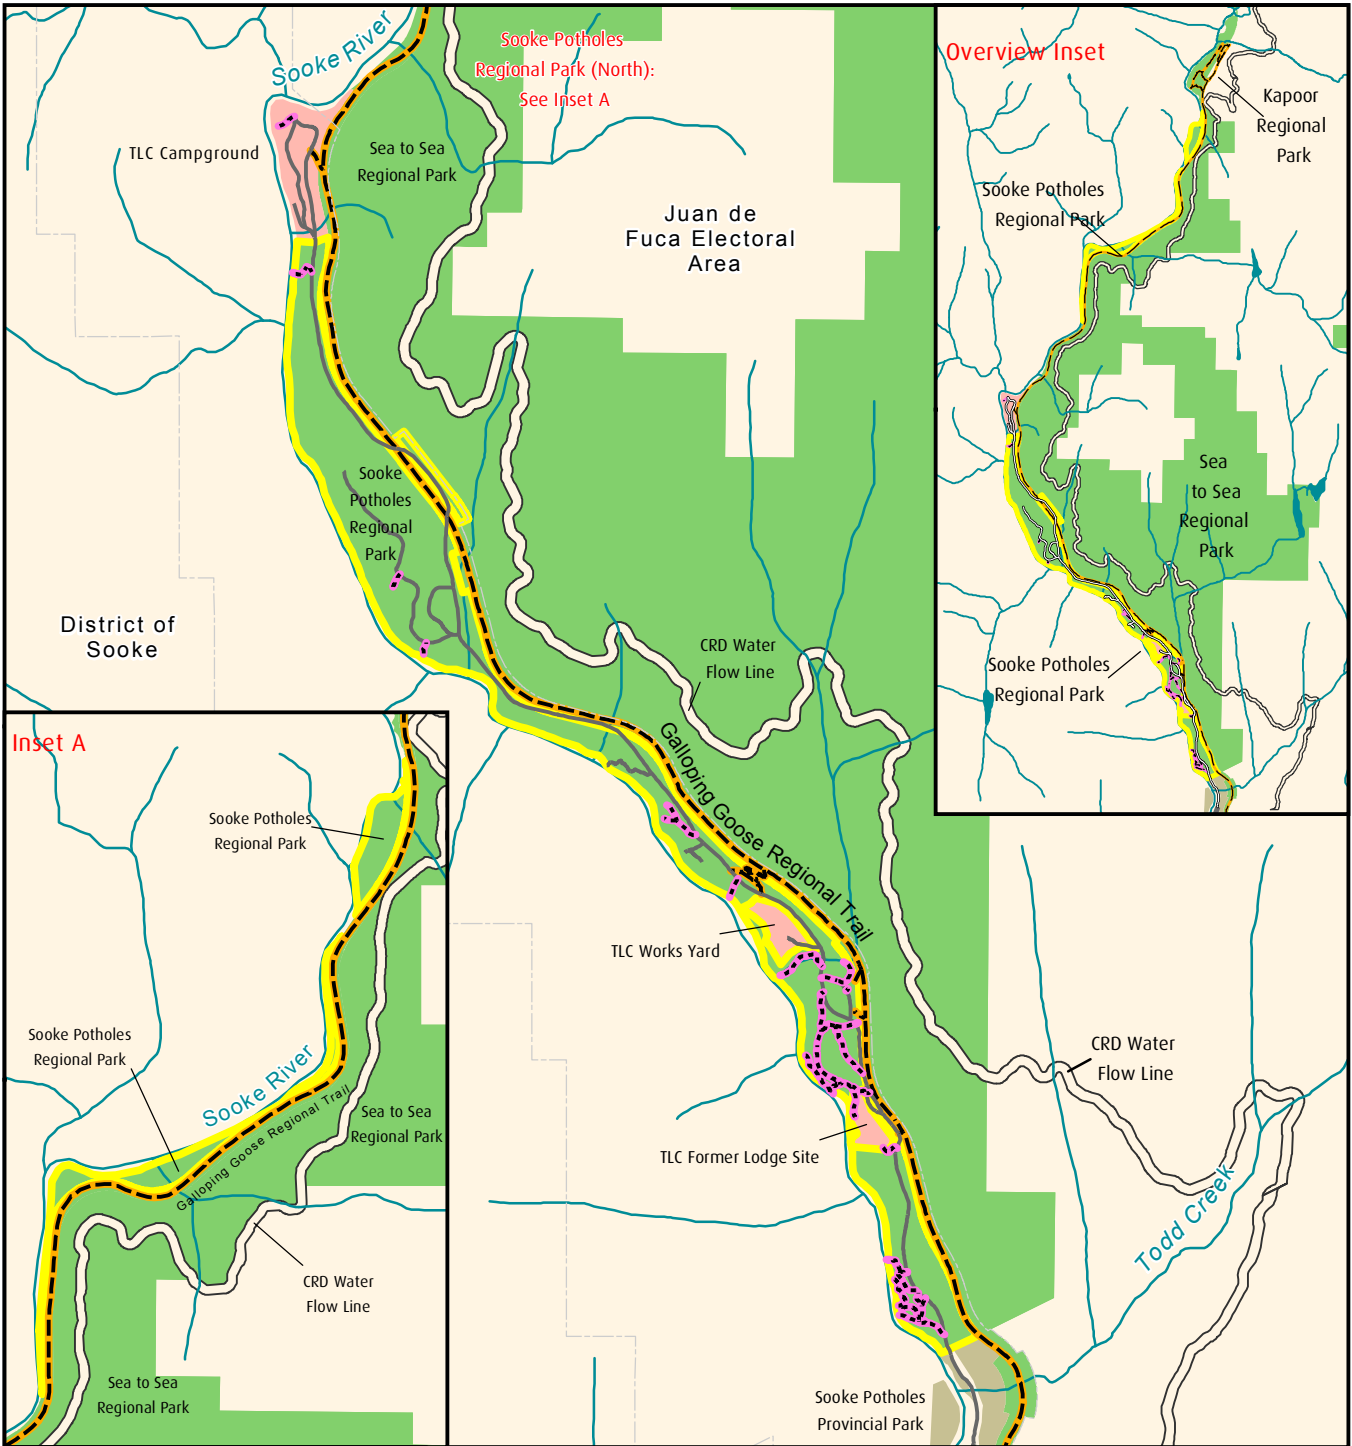 Sooke River
Sooke Potholes
Regional Park (North):
See Inset A
TLC Campground
Sea to Sea
Regional Park
Juan de
Fuca Electoral
Area
Sooke
Potholes
Regional
Park
District of
Sooke
CRD Water
Flow Line
Galloping Goose Regional Trail
TLC Works Yard
CRD Water
Flow Line
TLC Former Lodge Site
Todd Creek
Sooke Potholes
Provincial Park
Overview Inset
Kapoor
Regional
Park
Sooke Potholes
Regional Park
Sea
to Sea
Regional
Park
Sooke Potholes
Regional Park
Inset A
Sooke Potholes
Regional Park
Sooke Potholes
Regional Park
Sooke River
Galloping Goose Regional Trail
Sea to Sea
Regional Park
CRD Water
Flow Line
Sea to Sea
Regional Park